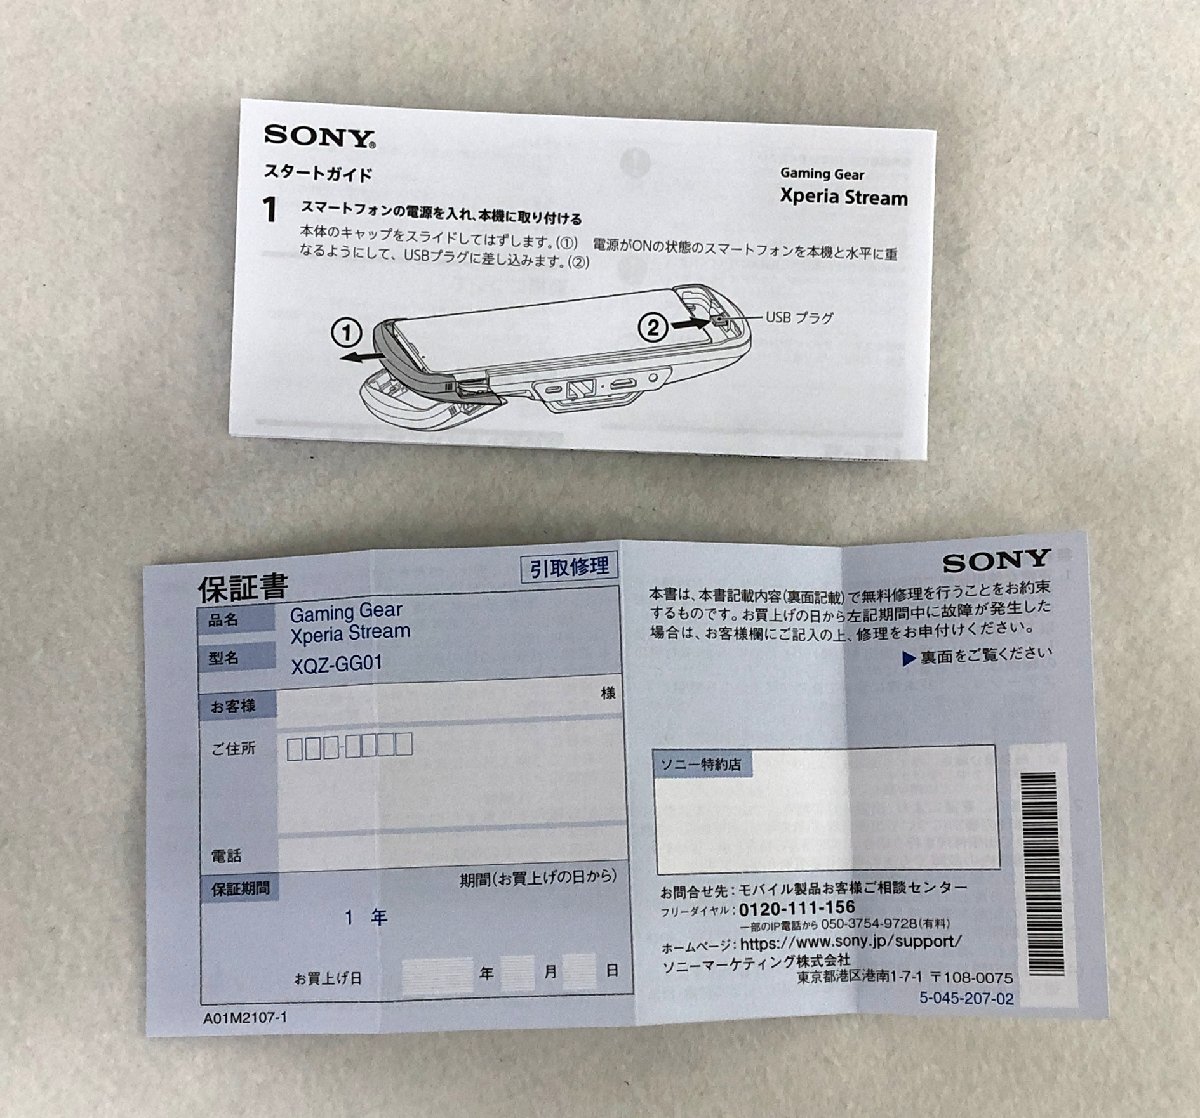 SONY®
スタートガイド
Gaming Gear
Xperia Stream
1 スマートフォンの電源を入れ、本機に取り付ける
本体のキャップをスライドしてはずします。(①) 電源がONの状態のスマートフォンを本機と水平に重
なるようにして、USBプラグに差し込みます。(②)
①
②
USB プラグ
保証書
引取修理
品名
Gaming Gear
Xperia Stream
型名
XQZ-GG01
お客様
様
ご住所
電話
保証期間
期間(お買上げの日から)
1 年
お買上げ日 年 月 日
A01M2107-1
SONY
本書は、本書記載内容(裏面記載)で無料修理を行うことをお約束
するものです。お買上げの日から左記期間中に故障が発生した
場合は、お客様欄にご記入の上、修理をお申付けください。
▶裏面をご覧ください
ソニー特約店
お問合せ先:モバイル製品お客様ご相談センター
フリーダイヤル:0120-111-156
一部のIP電話から 050-3754-9728(有料)
ホームページ:https://www.sony.jp/support/
ソニーマーケティング株式会社
東京都港区港南1-7-1 〒108-0075
5-045-207-02